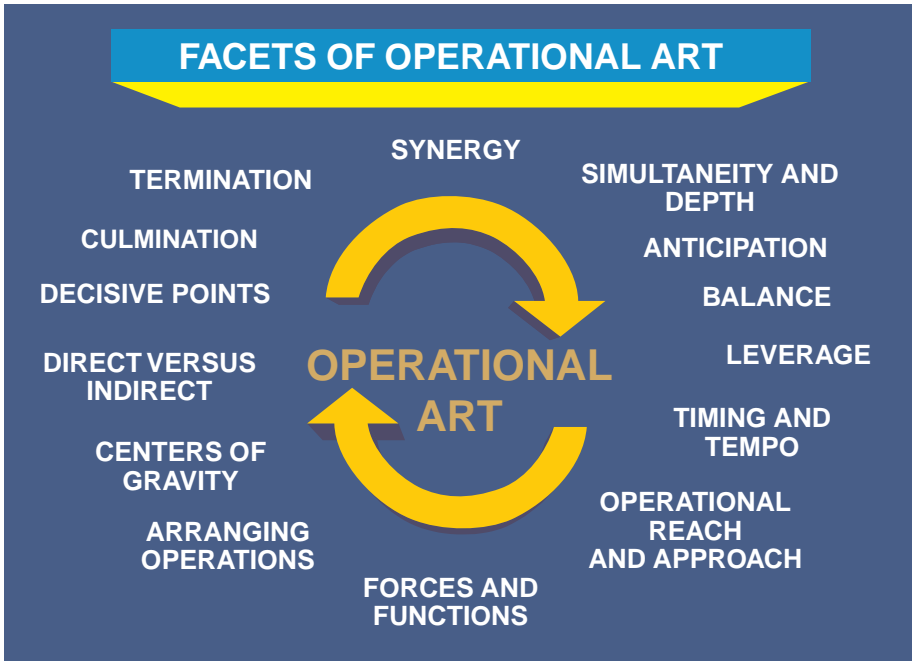 FACETS OF OPERATIONAL ART
SYNERGY
SIMULTANEITY AND
DEPTH
ANTICIPATION
BALANCE
LEVERAGE
TIMING AND
TEMPO
OPERATIONAL
REACH
AND APPROACH
FORCES AND
FUNCTIONS
ARRANGING
OPERATIONS
CENTERS OF
GRAVITY
DIRECT VERSUS
INDIRECT
DECISIVE POINTS
CULMINATION
TERMINATION
OPERATIONAL
ART